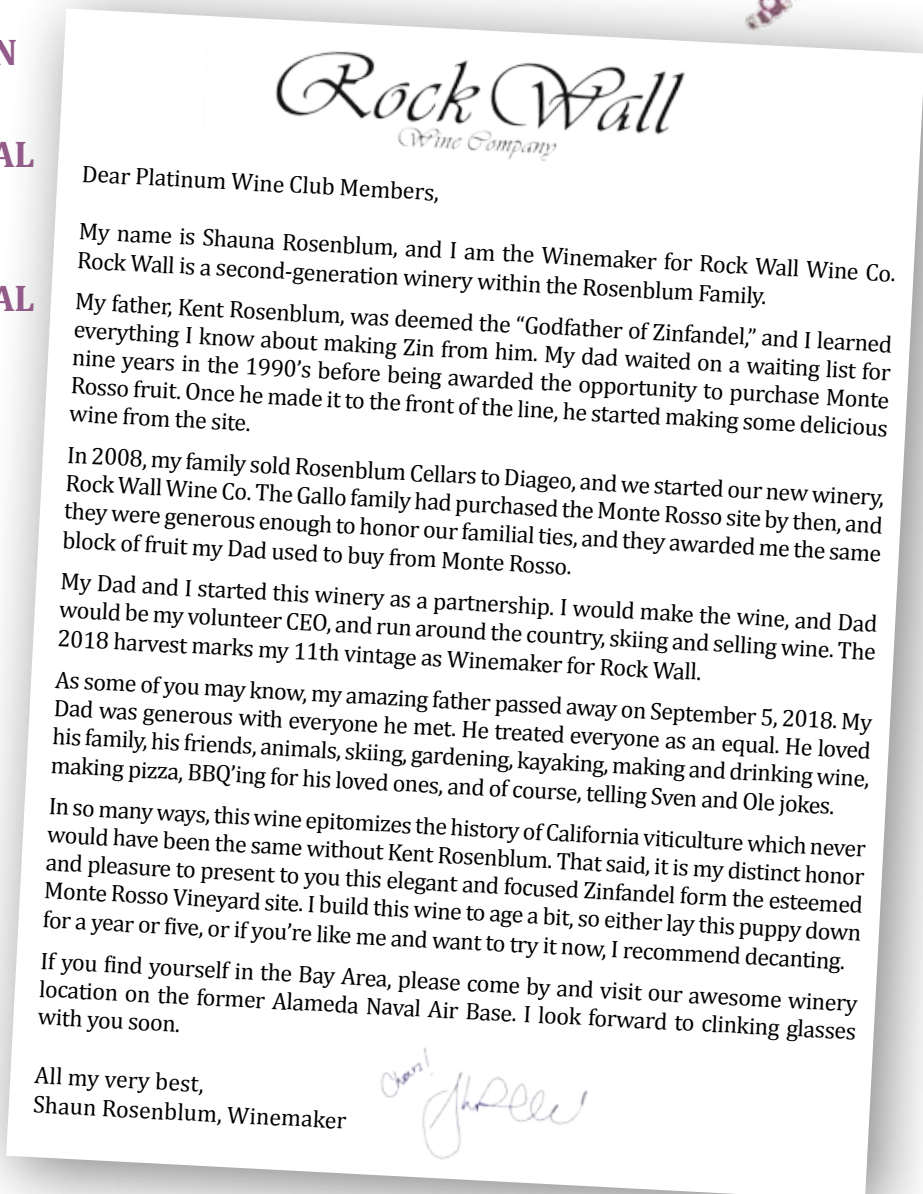 N
AL
AL
Rock Wall
Wine Company
Dear Platinum Wine Club Members,
My name is Shauna Rosenblum, and I am the Winemaker for Rock Wall Wine Co.
Rock Wall is a second-generation winery within the Rosenblum Family.
My father, Kent Rosenblum, was deemed the “Godfather of Zinfandel,” and I learned
everything I know about making Zin from him. My dad waited on a waiting list for
nine years in the 1990’s before being awarded the opportunity to purchase Monte
Rosso fruit. Once he made it to the front of the line, he started making some delicious
wine from the site.
In 2008, my family sold Rosenblum Cellars to Diageo, and we started our new winery,
Rock Wall Wine Co. The Gallo family had purchased the Monte Rosso site by then, and
they were generous enough to honor our familial ties, and they awarded me the same
block of fruit my Dad used to buy from Monte Rosso.
My Dad and I started this winery as a partnership. I would make the wine, and Dad
would be my volunteer CEO, and run around the country, skiing and selling wine. The
2018 harvest marks my 11th vintage as Winemaker for Rock Wall.
As some of you may know, my amazing father passed away on September 5, 2018. My
Dad was generous with everyone he met. He treated everyone as an equal. He loved
his family, his friends, animals, skiing, gardening, kayaking, making and drinking wine,
making pizza, BBQ’ing for his loved ones, and of course, telling Sven and Ole jokes.
In so many ways, this wine epitomizes the history of California viticulture which never
would have been the same without Kent Rosenblum. That said, it is my distinct honor
and pleasure to present to you this elegant and focused Zinfandel form the esteemed
Monte Rosso Vineyard site. I build this wine to age a bit, so either lay this puppy down
for a year or five, or if you’re like me and want to try it now, I recommend decanting.
If you find yourself in the Bay Area, please come by and visit our awesome winery
location on the former Alameda Naval Air Base. I look forward to clinking glasses
with you soon.
All my very best,
Shaun Rosenblum, Winemaker